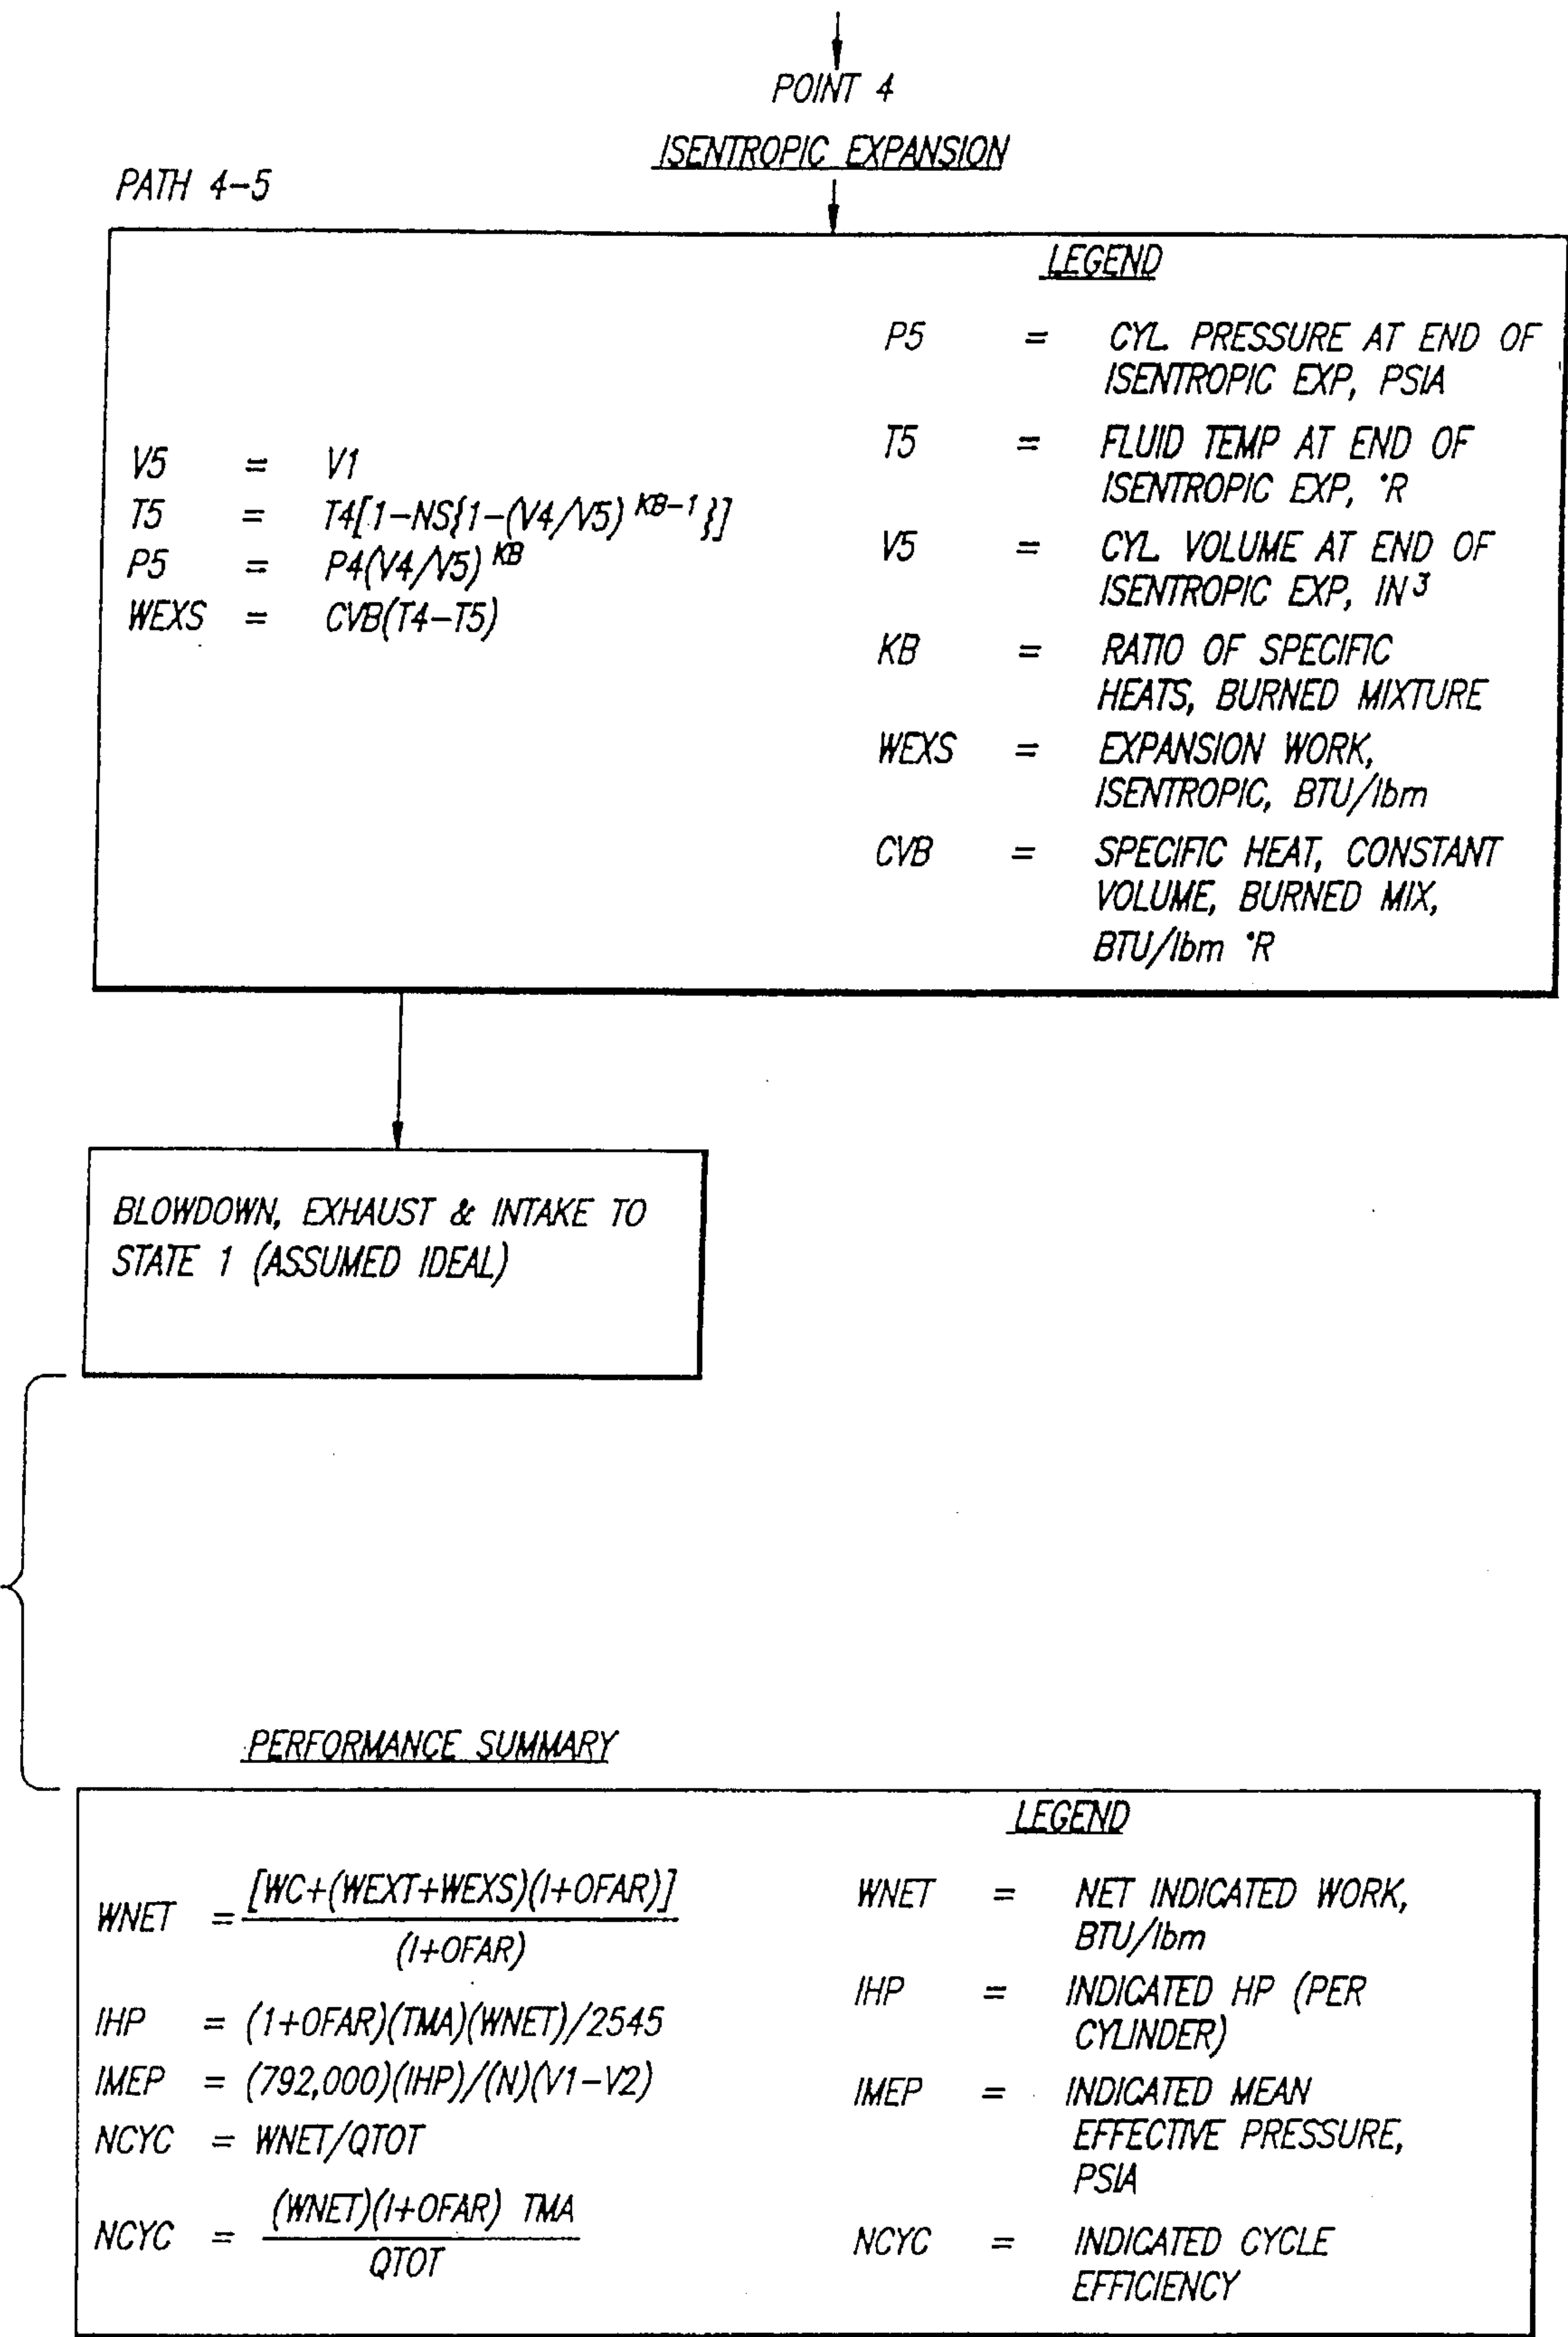 POINT 4
ISENTROPIC EXPANSION
PATH 4-5
LEGEND
V5 = V1
T5 = T4[1-NS{1-(V4/V5)^KB-1}]
P5 = P4(V4/V5)^KB
WEXS = CVB(T4-T5)
P5 = CYL. PRESSURE AT END OF
ISENTROPIC EXP, PSIA
T5 = FLUID TEMP AT END OF
ISENTROPIC EXP, °R
V5 = CYL. VOLUME AT END OF
ISENTROPIC EXP, IN³
KB = RATIO OF SPECIFIC
HEATS, BURNED MIXTURE
WEXS = EXPANSION WORK,
ISENTROPIC, BTU/lbm
CVB = SPECIFIC HEAT, CONSTANT
VOLUME, BURNED MIX,
BTU/lbm °R
BLOWDOWN, EXHAUST & INTAKE TO
STATE 1 (ASSUMED IDEAL)
PERFORMANCE SUMMARY
LEGEND
WNET = [WC+(WEXT+WEXS)(1+OFAR)]
(1+OFAR)
IHP = (1+OFAR)(TMA)(WNET)/2545
IMEP = (792,000)(IHP)/(N)(V1-V2)
NCYC = WNET/QTOT
NCYC = (WNET)(1+OFAR) TMA
QTOT
WNET = NET INDICATED WORK,
BTU/lbm
IHP = INDICATED HP (PER
CYLINDER)
IMEP = INDICATED MEAN
EFFECTIVE PRESSURE,
PSIA
NCYC = INDICATED CYCLE
EFFICIENCY